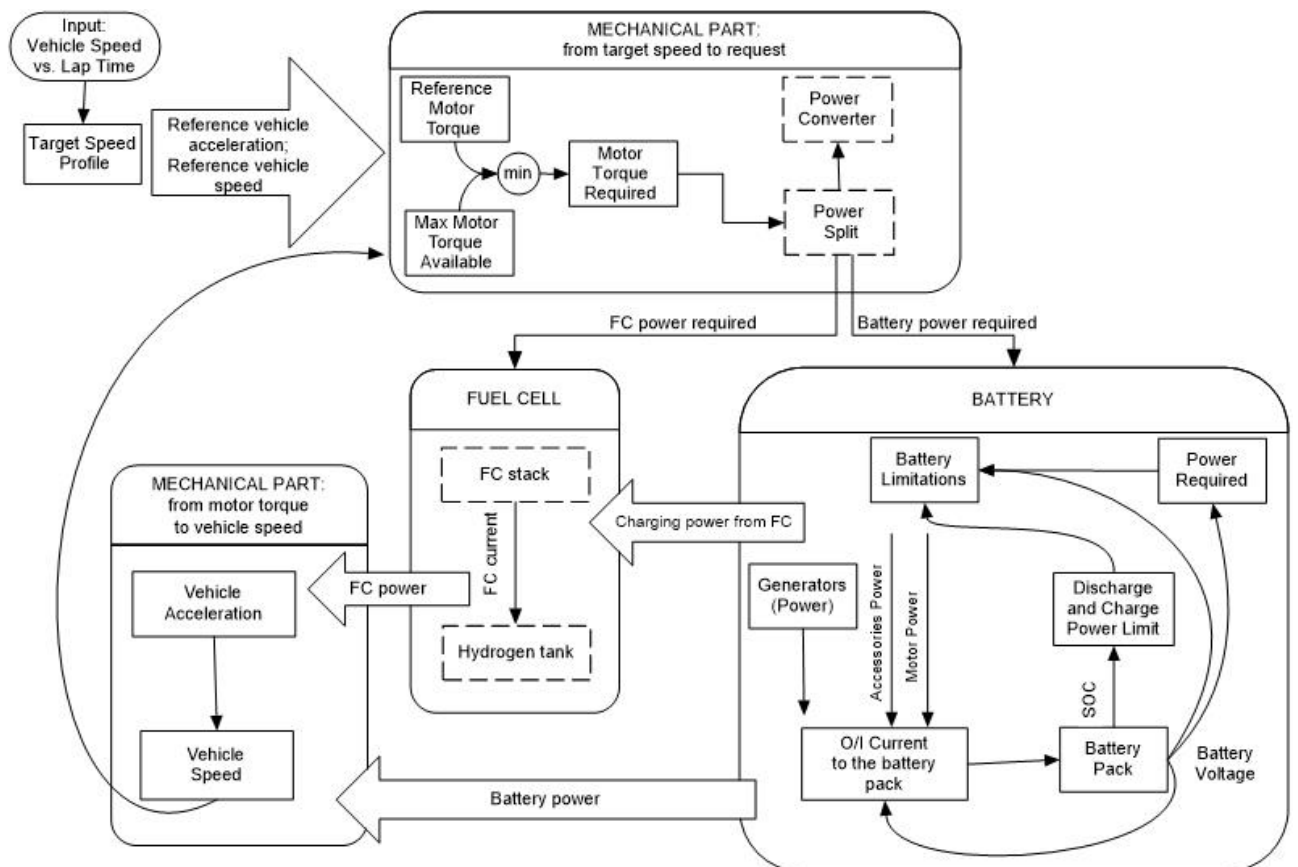 Input:
Vehicle Speed
vs. Lap Time
Target Speed
Profile
Reference vehicle
acceleration;
Reference vehicle
speed
MECHANICAL PART:
from target speed to request
Reference
Motor
Torque
Max Motor
Torque
Available
min
Motor
Torque
Required
Power
Converter
Power
Split
FC power required
Battery power required
FUEL CELL
FC stack
FC current
Hydrogen tank
MECHANICAL PART:
from motor torque
to vehicle speed
Vehicle
Acceleration
Vehicle
Speed
FC power
Charging power from FC
Battery power
BATTERY
Battery
Limitations
Power
Required
Generators
(Power)
Accessories Power
Motor Power
Discharge
and Charge
Power Limit
SOC
O/I Current
to the battery
pack
Battery
Pack
Battery
Voltage